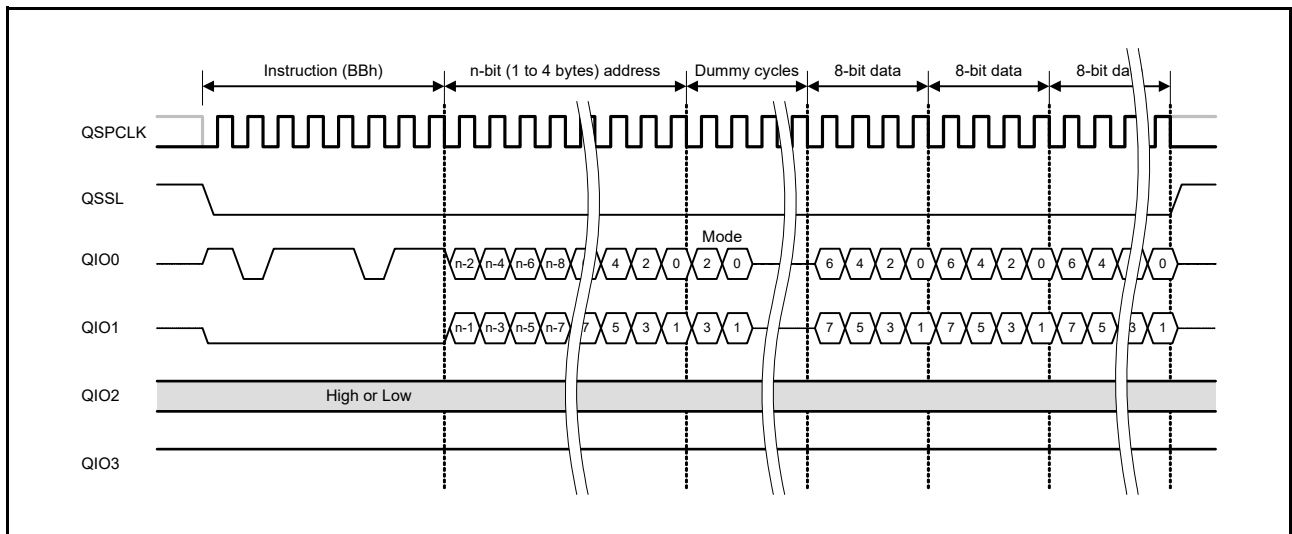 Instruction (BBh) n-bit (1 to 4 bytes) address Dummy cycles 8-bit data 8-bit data 8-bit da
QSPCLK
QSSL
Mode
QIO0 n-2 n-4 n-6 n-8 4 2 0 2 0 6 4 2 0 6 4 2 0 6 4 0
QIO1 n-1 n-3 n-5 n-7 7 5 3 1 3 1 7 5 3 1 7 5 3 1 7 5 3 1
QIO2 High or Low
QIO3